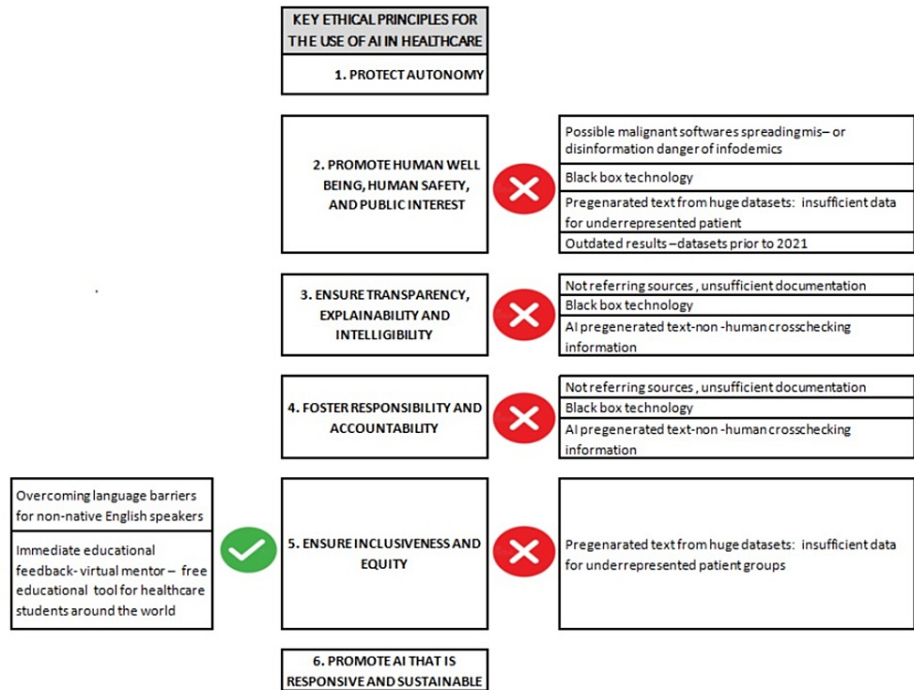 KEY ETHICAL PRINCIPLES FOR
THE USE OF AI IN HEALTHCARE
1. PROTECT AUTONOMY
2. PROMOTE HUMAN WELL
BEING, HUMAN SAFETY,
AND PUBLIC INTEREST
Possible malignant softwares spreading mis– or
disinformation danger of infodemics
Black box technology
Pregenarated text from huge datasets: insufficient data
for underrepresented patient
Outdated results –datasets prior to 2021
3. ENSURE TRANSPARENCY,
EXPLAINABILITY AND
INTELLIGIBILITY
Not referring sources , unsufficient documentation
Black box technology
AI pregenerated text-non -human crosschecking
information
4. FOSTER RESPONSIBILITY AND
ACCOUNTABILITY
Not referring sources , unsufficient documentation
Black box technology
AI pregenerated text-non -human crosschecking
information
Overcoming language barriers
for non-native English speakers
Immediate educational
feedback- virtual mentor – free
educational tool for healthcare
students around the world
5. ENSURE INCLUSIVENESS AND
EQUITY
Pregenarated text from huge datasets: insufficient data
for underrepresented patient groups
6. PROMOTE AI THAT IS
RESPONSIVE AND SUSTAINABLE